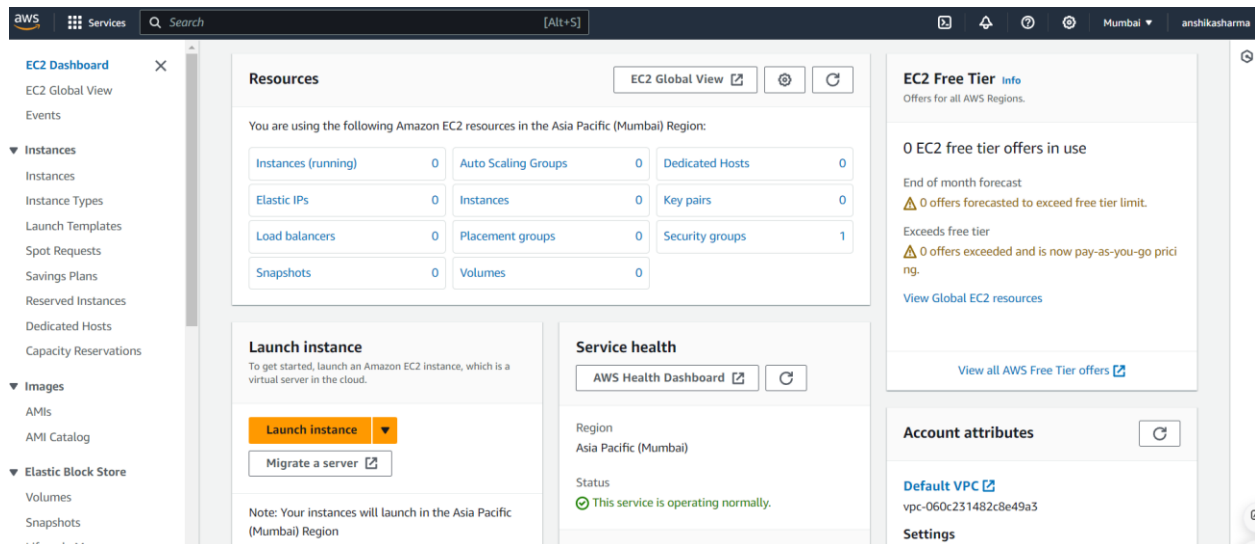 aws
Services
Search
[Alt+S]
Mumbai
anshikasharma
EC2 Dashboard
EC2 Global View
Events
Instances
Instances
Instance Types
Launch Templates
Spot Requests
Savings Plans
Reserved Instances
Dedicated Hosts
Capacity Reservations
Images
AMIs
AMI Catalog
Elastic Block Store
Volumes
Snapshots
Resources
EC2 Global View
You are using the following Amazon EC2 resources in the Asia Pacific (Mumbai) Region:
Instances (running) 0
Auto Scaling Groups 0
Dedicated Hosts 0
Elastic IPs 0
Instances 0
Key pairs 0
Load balancers 0
Placement groups 0
Security groups 1
Snapshots 0
Volumes 0
Launch instance
To get started, launch an Amazon EC2 instance, which is a
virtual server in the cloud.
Launch instance
Migrate a server
Note: Your instances will launch in the Asia Pacific
(Mumbai) Region
Service health
AWS Health Dashboard
Region
Asia Pacific (Mumbai)
Status
This service is operating normally.
EC2 Free Tier Info
Offers for all AWS Regions.
0 EC2 free tier offers in use
End of month forecast
0 offers forecasted to exceed free tier limit.
Exceeds free tier
0 offers exceeded and is now pay-as-you-go prici
ng.
View Global EC2 resources
View all AWS Free Tier offers
Account attributes
Default VPC
vpc-060c231482c8e49a3
Settings